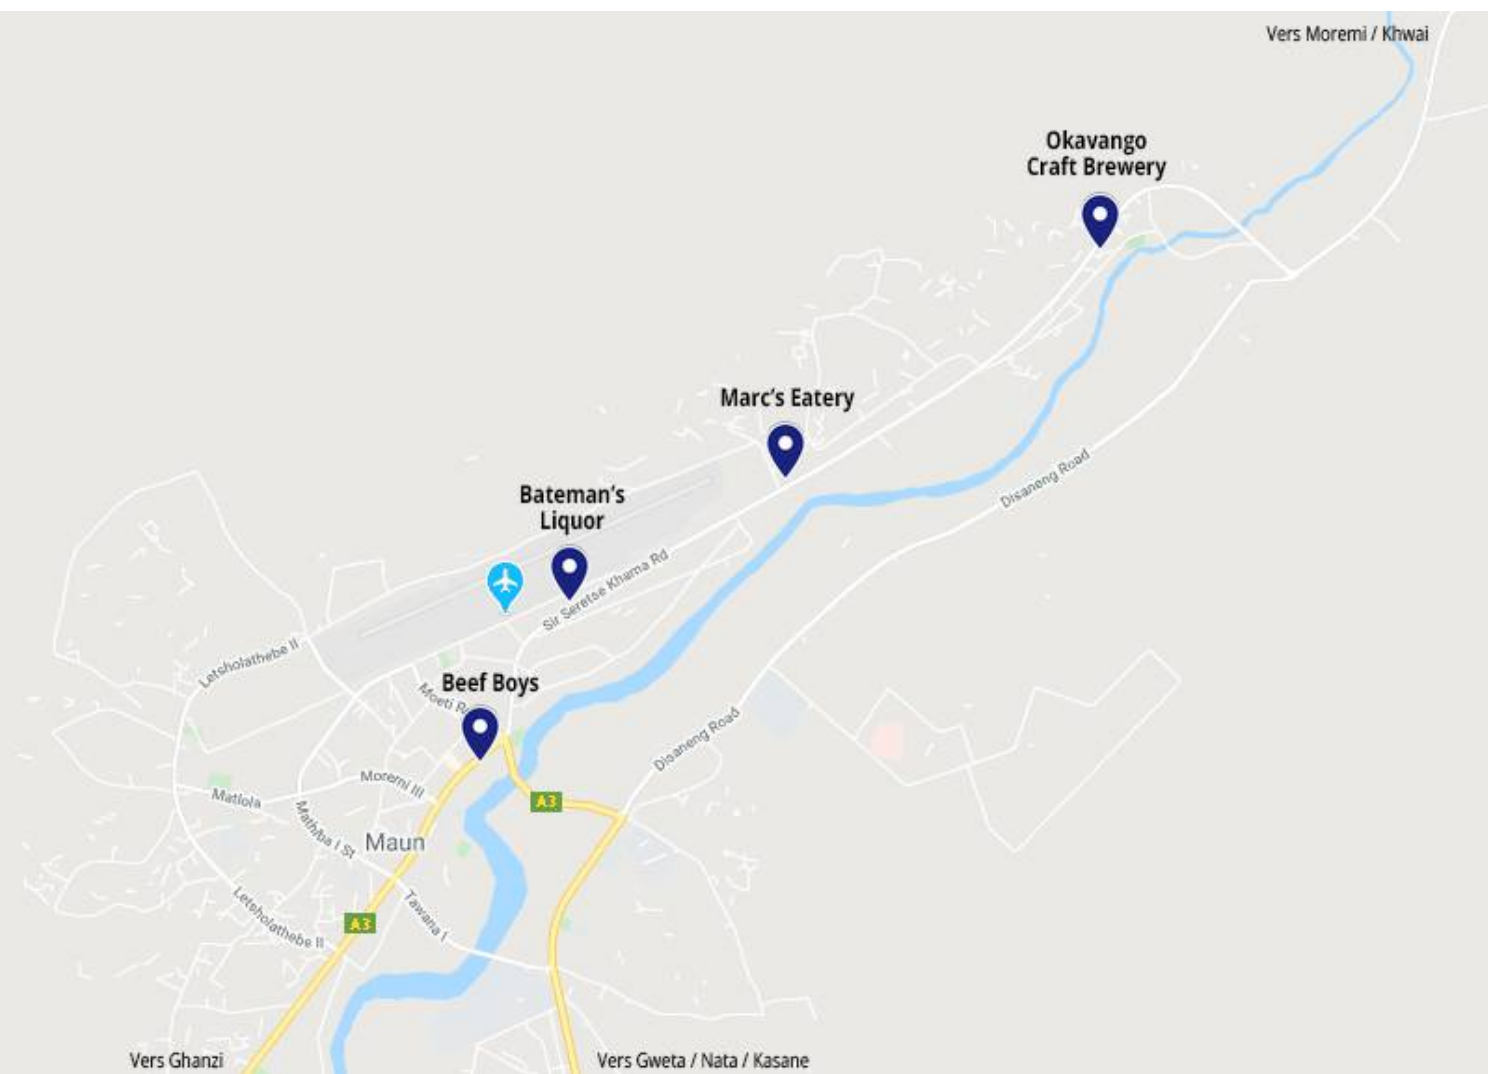 Vers Moremi / Khwai
Okavango
Craft Brewery
Marc's Eatery
Disaneng Road
Bateman's
Liquor
Sir Seretse Khama Rd
Letsholathebe II
Beef Boys
Moeti
Disaneng Road
Moremi III
Matlola
A3
Mathiba I St
Maun
Letsholathebe II
Tawana I
A3
Vers Ghanzi
Vers Gweta / Nata / Kasane